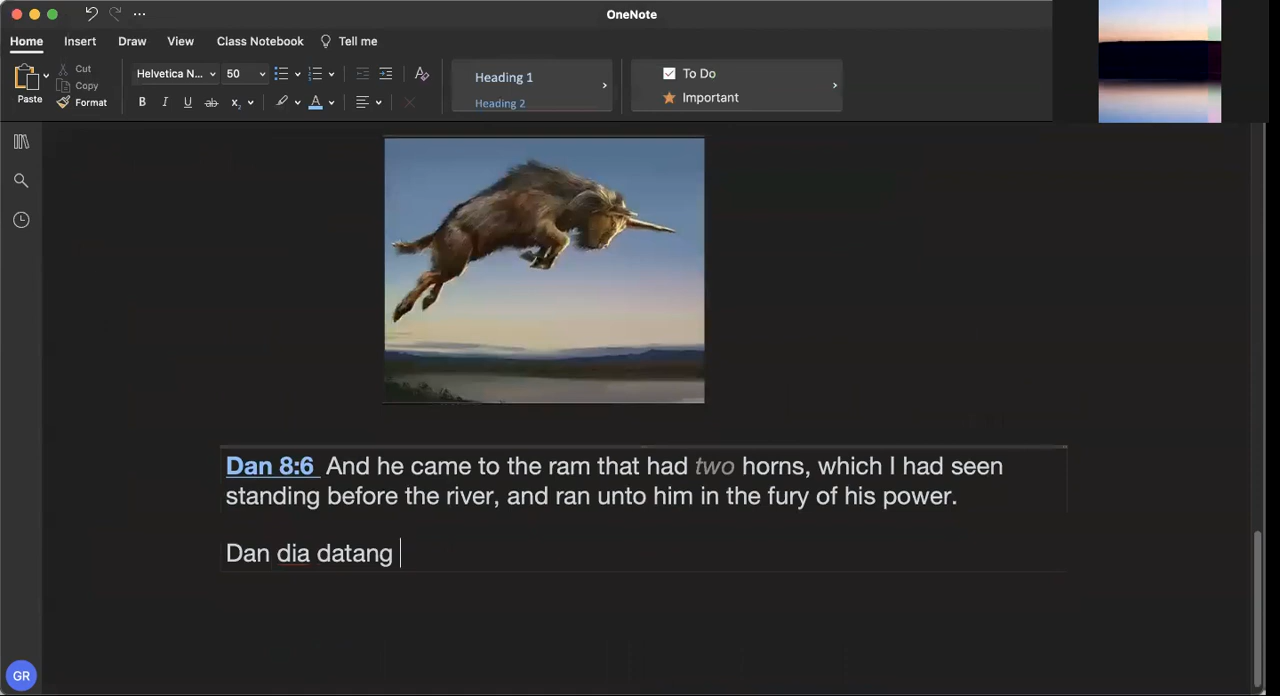 OneNote
Home Insert Draw View Class Notebook Tell me
Paste
Cut
Copy
Format
Helvetica N... 50
Heading 1
Heading 2
To Do
Important
Dan 8:6 And he came to the ram that had two horns, which I had seen
standing before the river, and ran unto him in the fury of his power.
Dan dia datang
GR